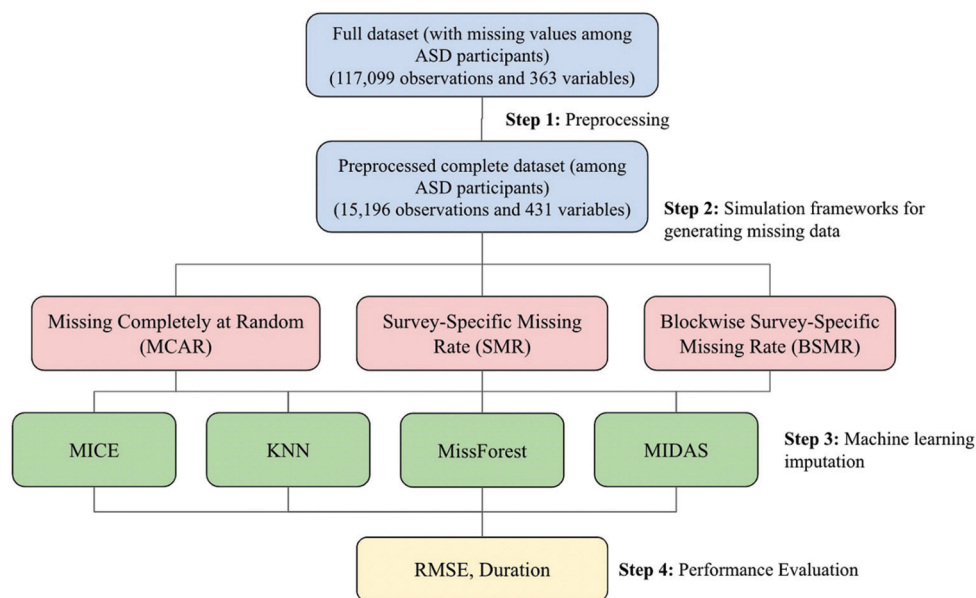 Full dataset (with missing values among
ASD participants)
(117,099 observations and 363 variables)
Step 1: Preprocessing
Preprocessed complete dataset (among
ASD participants)
(15,196 observations and 431 variables)
Step 2: Simulation frameworks for
generating missing data
Missing Completely at Random
(MCAR)
Survey-Specific Missing
Rate (SMR)
Blockwise Survey-Specific
Missing Rate (BSMR)
MICE
KNN
MissForest
MIDAS
Step 3: Machine learning
imputation
RMSE, Duration
Step 4: Performance Evaluation